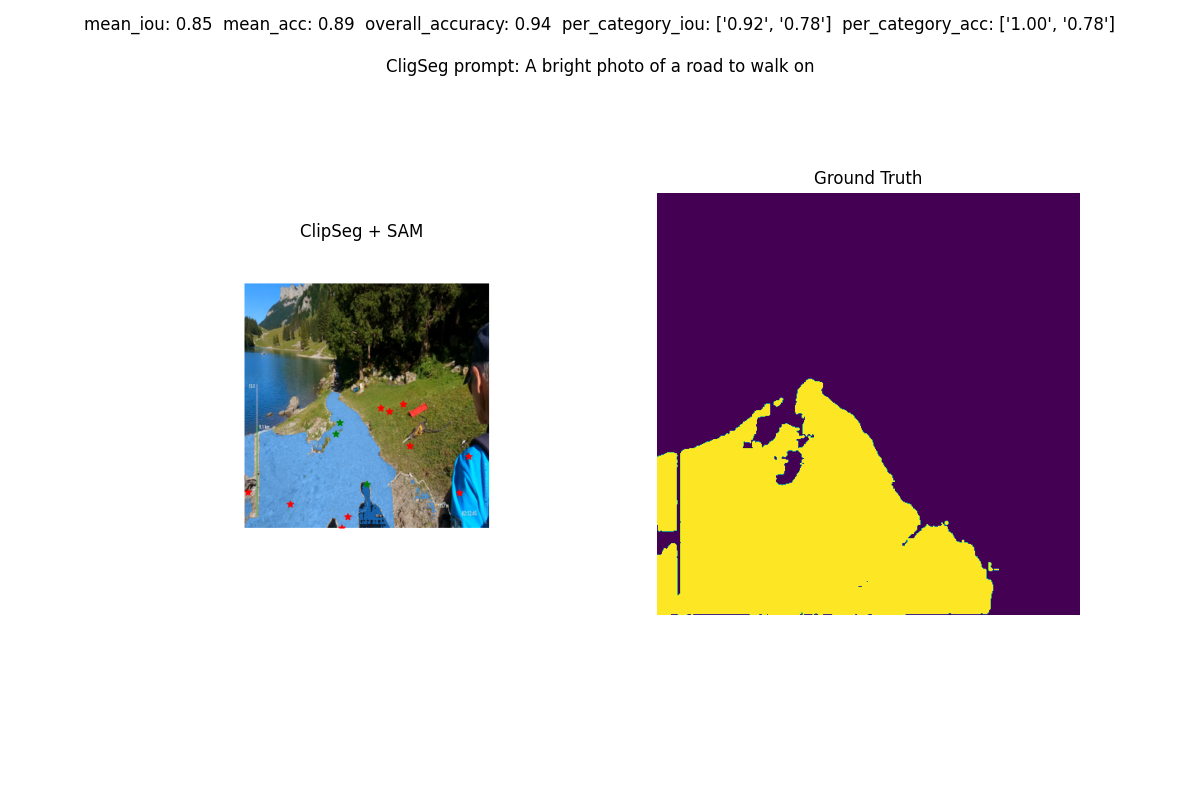 mean_iou: 0.85  mean_acc: 0.89  overall_accuracy: 0.94  per_category_iou: ['0.92', '0.78']  per_category_acc: ['1.00', '0.78']
CligSeg prompt: A bright photo of a road to walk on
Ground Truth
ClipSeg + SAM